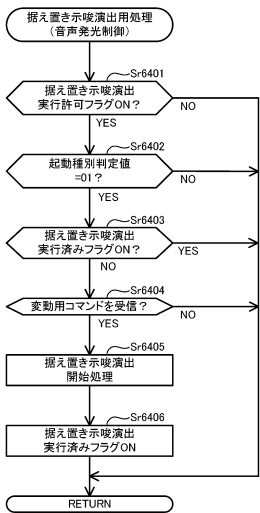 据え置き示唆演出用処理
（音声発光制御）
Sr6401
据え置き示唆演出
実行許可フラグON？
NO
YES
Sr6402
起動種別判定値
=01？
NO
YES
Sr6403
据え置き示唆演出
実行済みフラグON？
YES
NO
Sr6404
変動用コマンドを受信？
NO
YES
Sr6405
据え置き示唆演出
開始処理
Sr6406
据え置き示唆演出
実行済みフラグON
RETURN